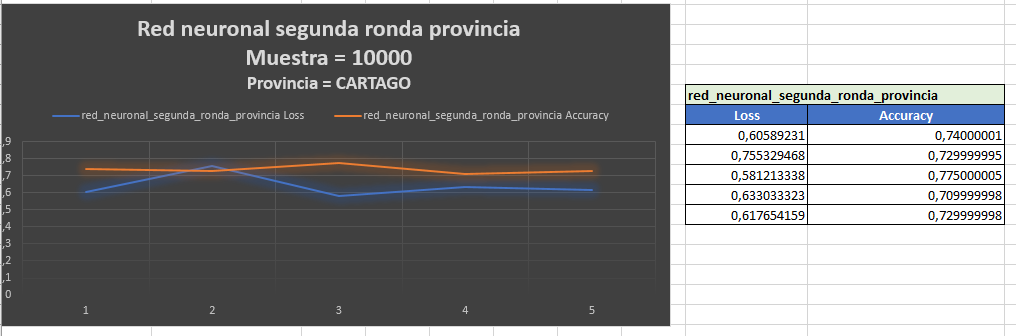 Red neuronal segunda ronda provincia
Muestra = 10000
Provincia = CARTAGO
red_neuronal_segunda_ronda_provincia Loss
red_neuronal_segunda_ronda_provincia Accuracy
,9
,8
,7
,6
,5
,4
,3
,2
,1
0
1 2 3 4 5
red_neuronal_segunda_ronda_provincia
Loss Accuracy
0,60589231 0,74000001
0,755329468 0,729999995
0,581213338 0,775000005
0,633033323 0,709999998
0,617654159 0,729999998